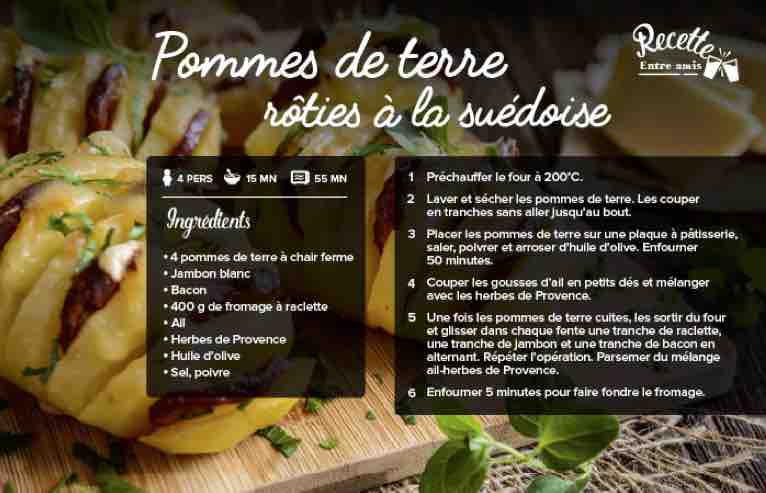 Pommes de terre
rôties à la suédoise
Recette
Entre amis
4 PERS 15 MN 55 MN
Ingrédients
• 4 pommes de terre à chair ferme
• Jambon blanc
• Bacon
• 400 g de fromage à raclette
• Ail
• Herbes de Provence
• Huile d'olive
• Sel, poivre
1 Préchauffer le four à 200°C.
2 Laver et sécher les pommes de terre. Les couper
en tranches sans aller jusqu'au bout.
3 Placer les pommes de terre sur une plaque à pâtisserie,
saler, poivrer et arroser d'huile d'olive. Enfourner
50 minutes.
4 Couper les gousses d'ail en petits dés et mélanger
avec les herbes de Provence.
5 Une fois les pommes de terre cuites, les sortir du four
et glisser dans chaque fente une tranche de raclette,
une tranche de jambon et une tranche de bacon en
alternant. Répéter l'opération. Parsemer du mélange
ail-herbes de Provence.
6 Enfourner 5 minutes pour faire fondre le fromage.